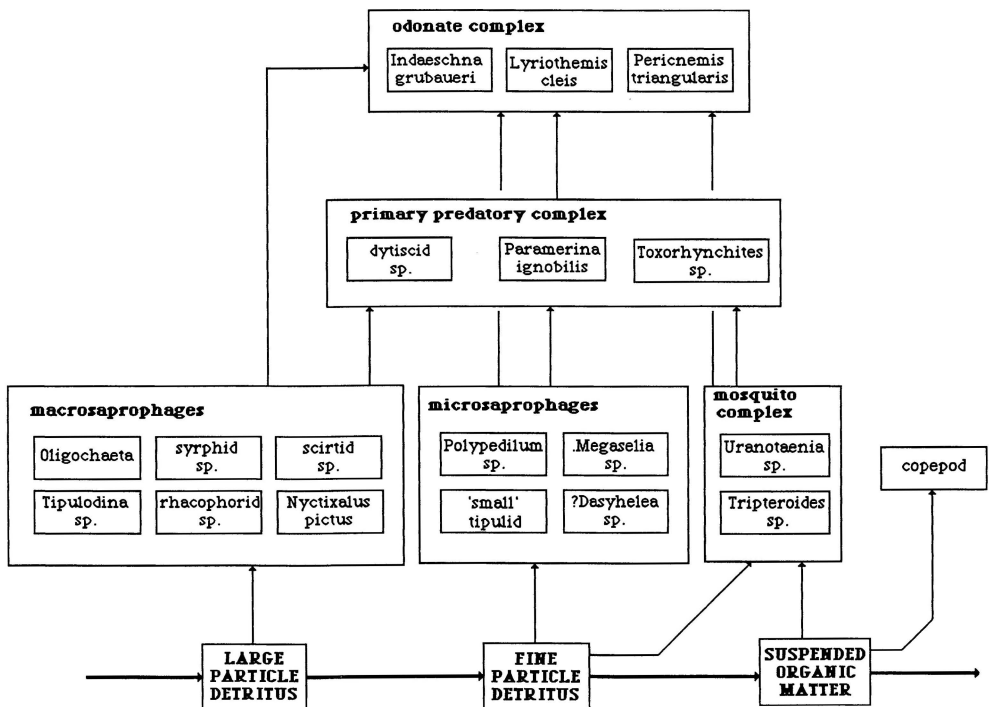 odonate complex
Indaeschna
grubaueri
Lyriothemis
cleis
Pericnemis
triangularis
primary predatory complex
dytiscid
sp.
Paramerina
ignobilis
Toxorhynchites
sp.
macrosaprophages
Oligochaeta
syrphid
sp.
scirtid
sp.
Tipulodina
sp.
rhacophorid
sp.
Nyctixalus
pictus
microsaprophages
Polypedilum
sp.
.Megaselia
sp.
'small'
tipulid
?Dasyhelea
sp.
mosquito
complex
Uranotaenia
sp.
Tripteroides
sp.
copepod
LARGE
PARTICLE
DETRITUS
FINE
PARTICLE
DETRITUS
SUSPENDED
ORGANIC
MATTER